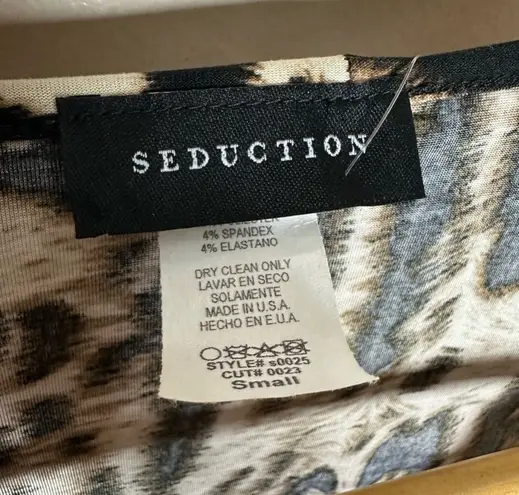 SEDUCTION
4% SPANDEX
4% ELASTANO
DRY CLEAN ONLY
LAVAR EN SECO
SOLAMENTE
MADE IN U.S.A.
HECHO EN E.U.A.
STYLE# s0025
CUT# 0023
Small